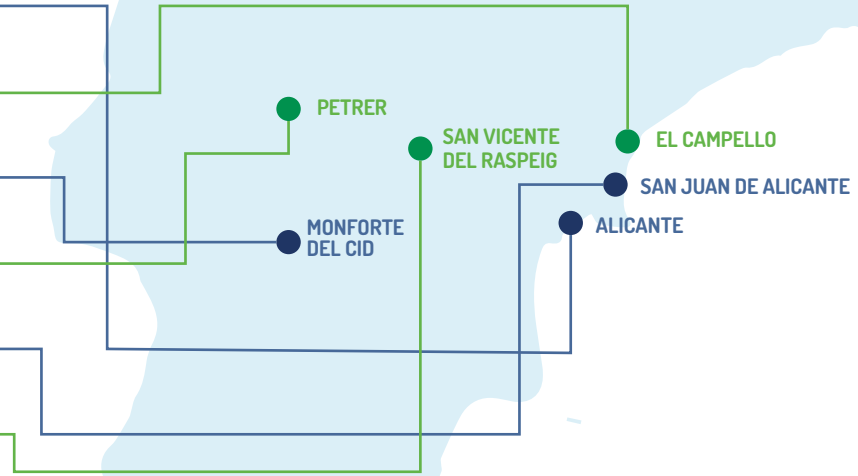 PETRER
SAN VICENTE
DEL RASPEIG
EL CAMPELLO
SAN JUAN DE ALICANTE
ALICANTE
MONFORTE
DEL CID